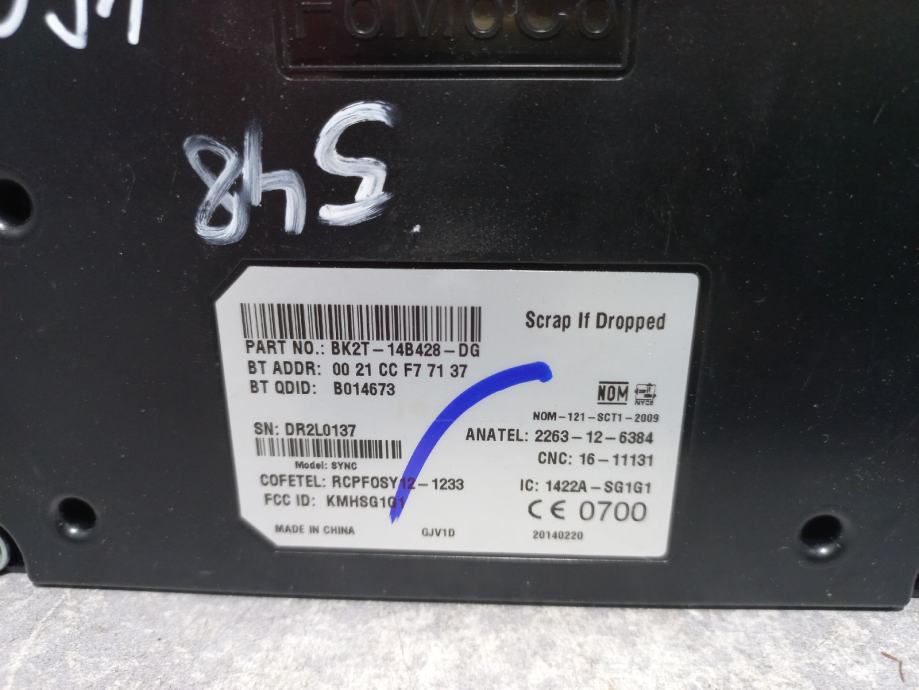 FoMoCo
548
Scrap If Dropped
PART NO.: BK2T-14B428-DG
BT ADDR: 00 21 CC F7 71 37
BT QDID: B014673
NOM
NYCE
NOM-121-SCT1-2009
SN: DR2L0137
ANATEL: 2263-12-6384
CNC: 16-11131
Model: SYNC
COFETEL: RCPFOSY12-1233
IC: 1422A-SG1G1
FCC ID: KMHSG1G1
CE 0700
MADE IN CHINA
GJV1D
20140220